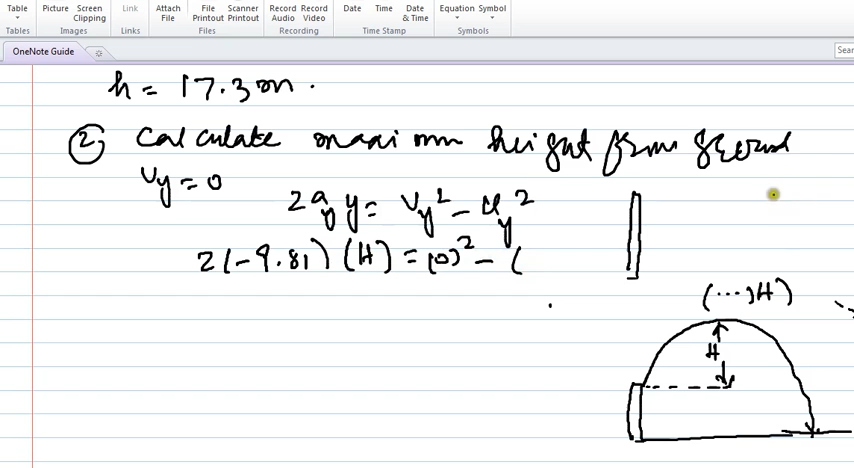 Table Picture Screen Clipping Link Attach File File Printout Scanner Printout Record Audio Record Video Date Time Date & Time Equation Symbol
Tables Images Links Files Recording Time Stamp Symbols
OneNote Guide
Sear
h = 17.3m.
② Calculate maximum height from ground
Vy = 0
2ayy = Vy² - uy²
2(-9.81)(H) = (0)² - (
(...)H)
H